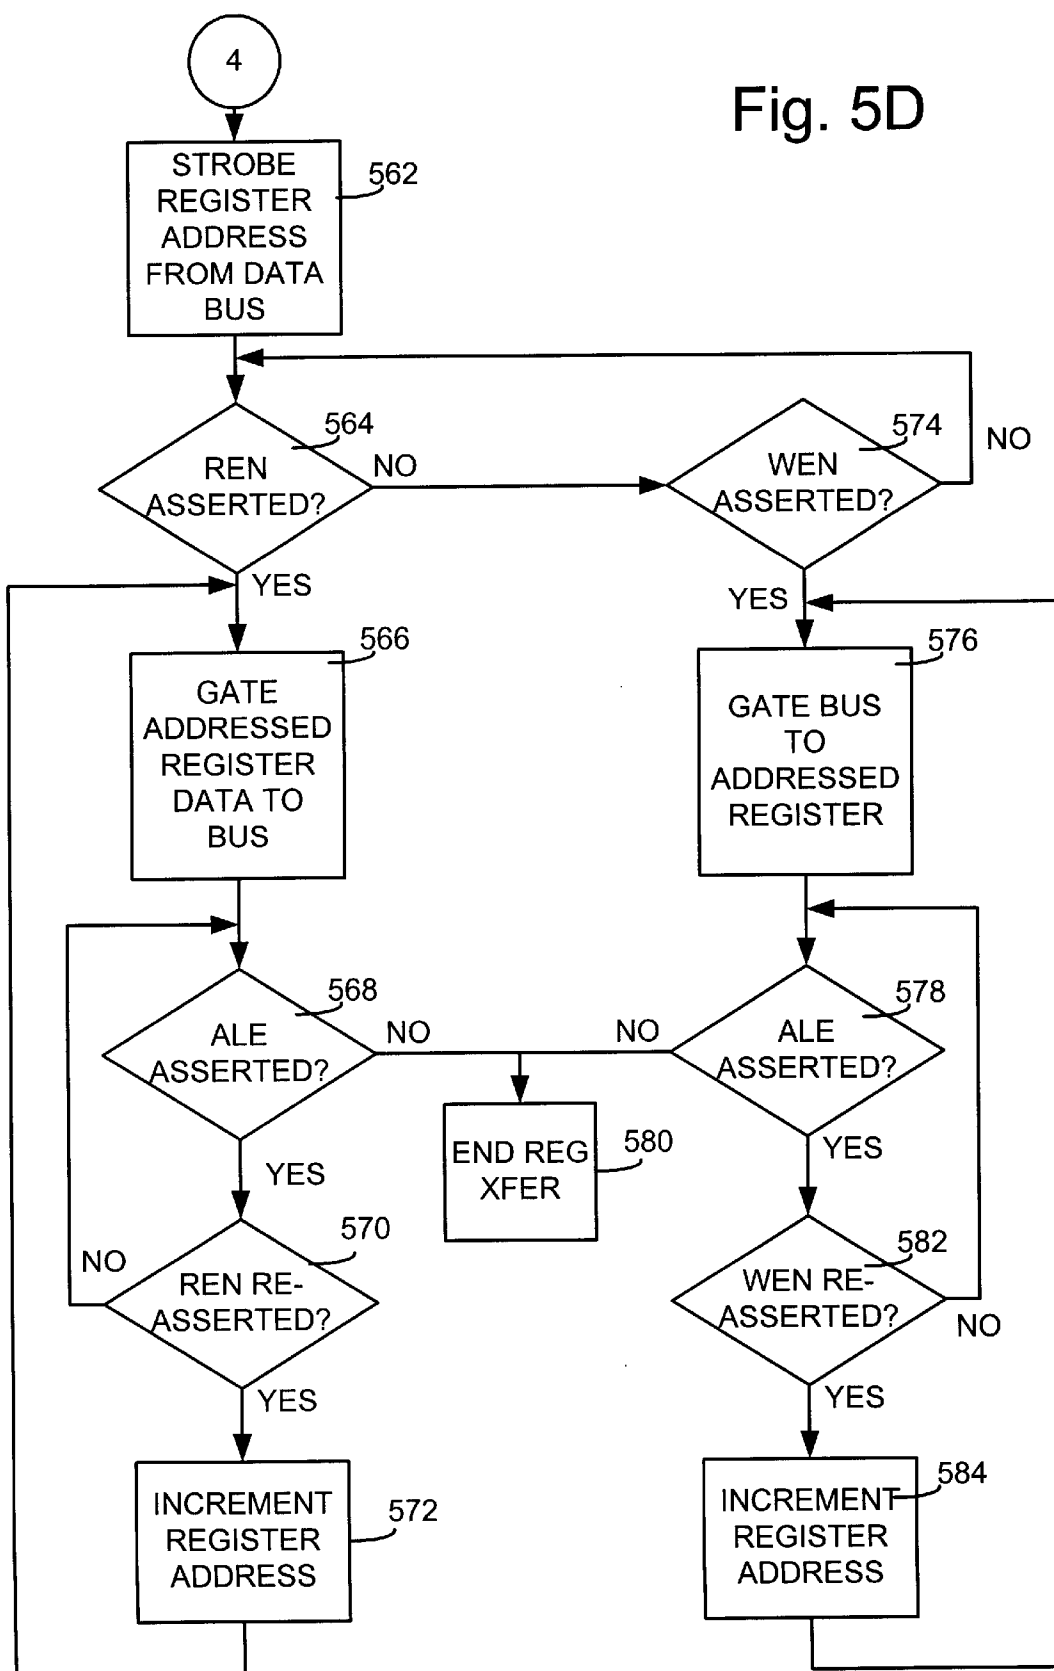 4
Fig. 5D
STROBE
REGISTER
ADDRESS
FROM DATA
BUS
562
REN
ASSERTED?
564
NO
YES
WEN
ASSERTED?
574
NO
YES
GATE
ADDRESSED
REGISTER
DATA TO
BUS
566
GATE BUS
TO
ADDRESSED
REGISTER
576
ALE
ASSERTED?
568
NO
YES
ALE
ASSERTED?
578
NO
YES
END REG
XFER
580
REN RE-
ASSERTED?
570
NO
YES
WEN RE-
ASSERTED?
582
NO
YES
INCREMENT
REGISTER
ADDRESS
572
INCREMENT
REGISTER
ADDRESS
584